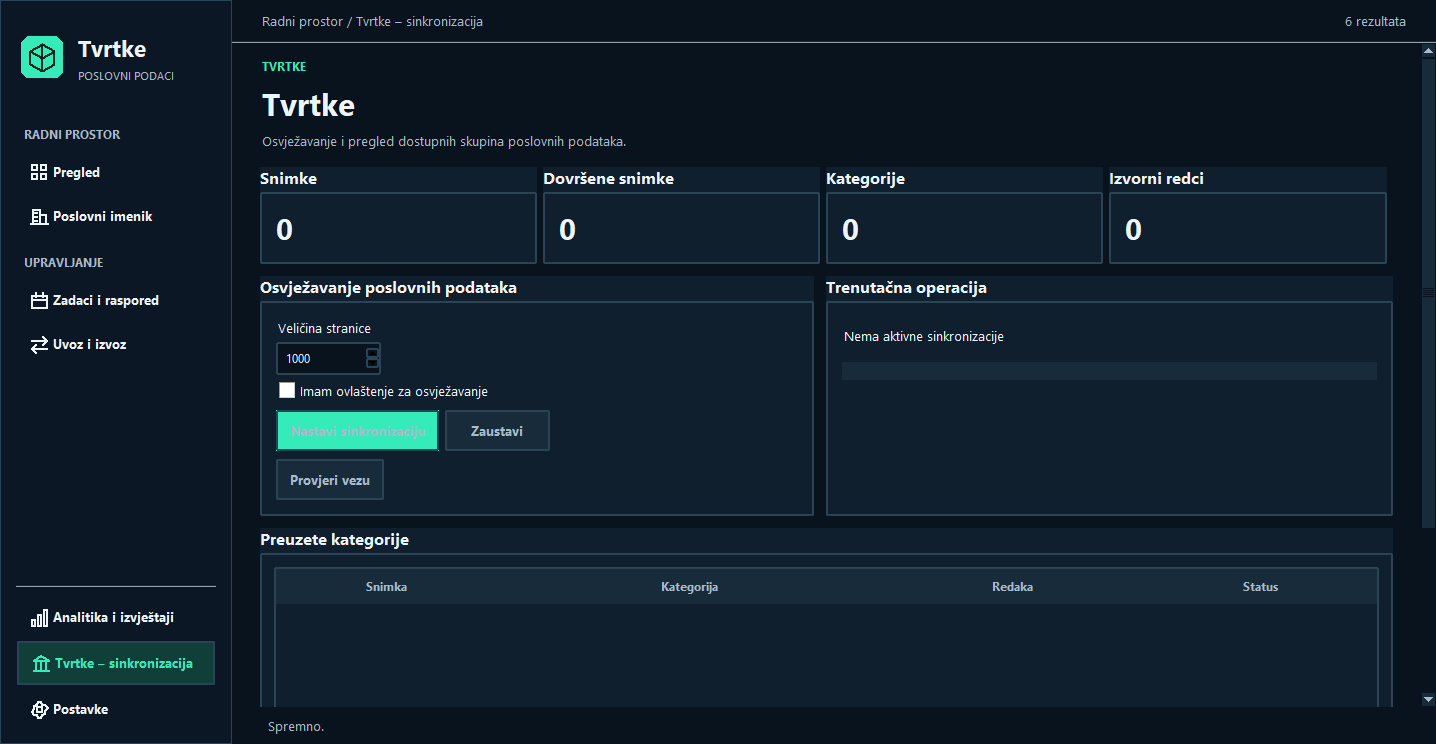 Tvrtke
POSLOVNI PODACI
RADNI PROSTOR
Pregled
Poslovni imenik
UPRAVLJANJE
Zadaci i raspored
Uvoz i izvoz
Analitika i izvještaji
Tvrtke – sinkronizacija
Postavke
Radni prostor / Tvrtke – sinkronizacija
6 rezultata
TVRTKE
Tvrtke
Osvježavanje i pregled dostupnih skupina poslovnih podataka.
Snimke
0
Dovršene snimke
0
Kategorije
0
Izvorni redci
0
Osvježavanje poslovnih podataka
Veličina stranice
1000
Imam ovlaštenje za osvježavanje
Nastavi sinkronizaciju
Zaustavi
Provjeri vezu
Trenutačna operacija
Nema aktivne sinkronizacije
Preuzete kategorije
Snimka Kategorija Redaka Status
Spremno.